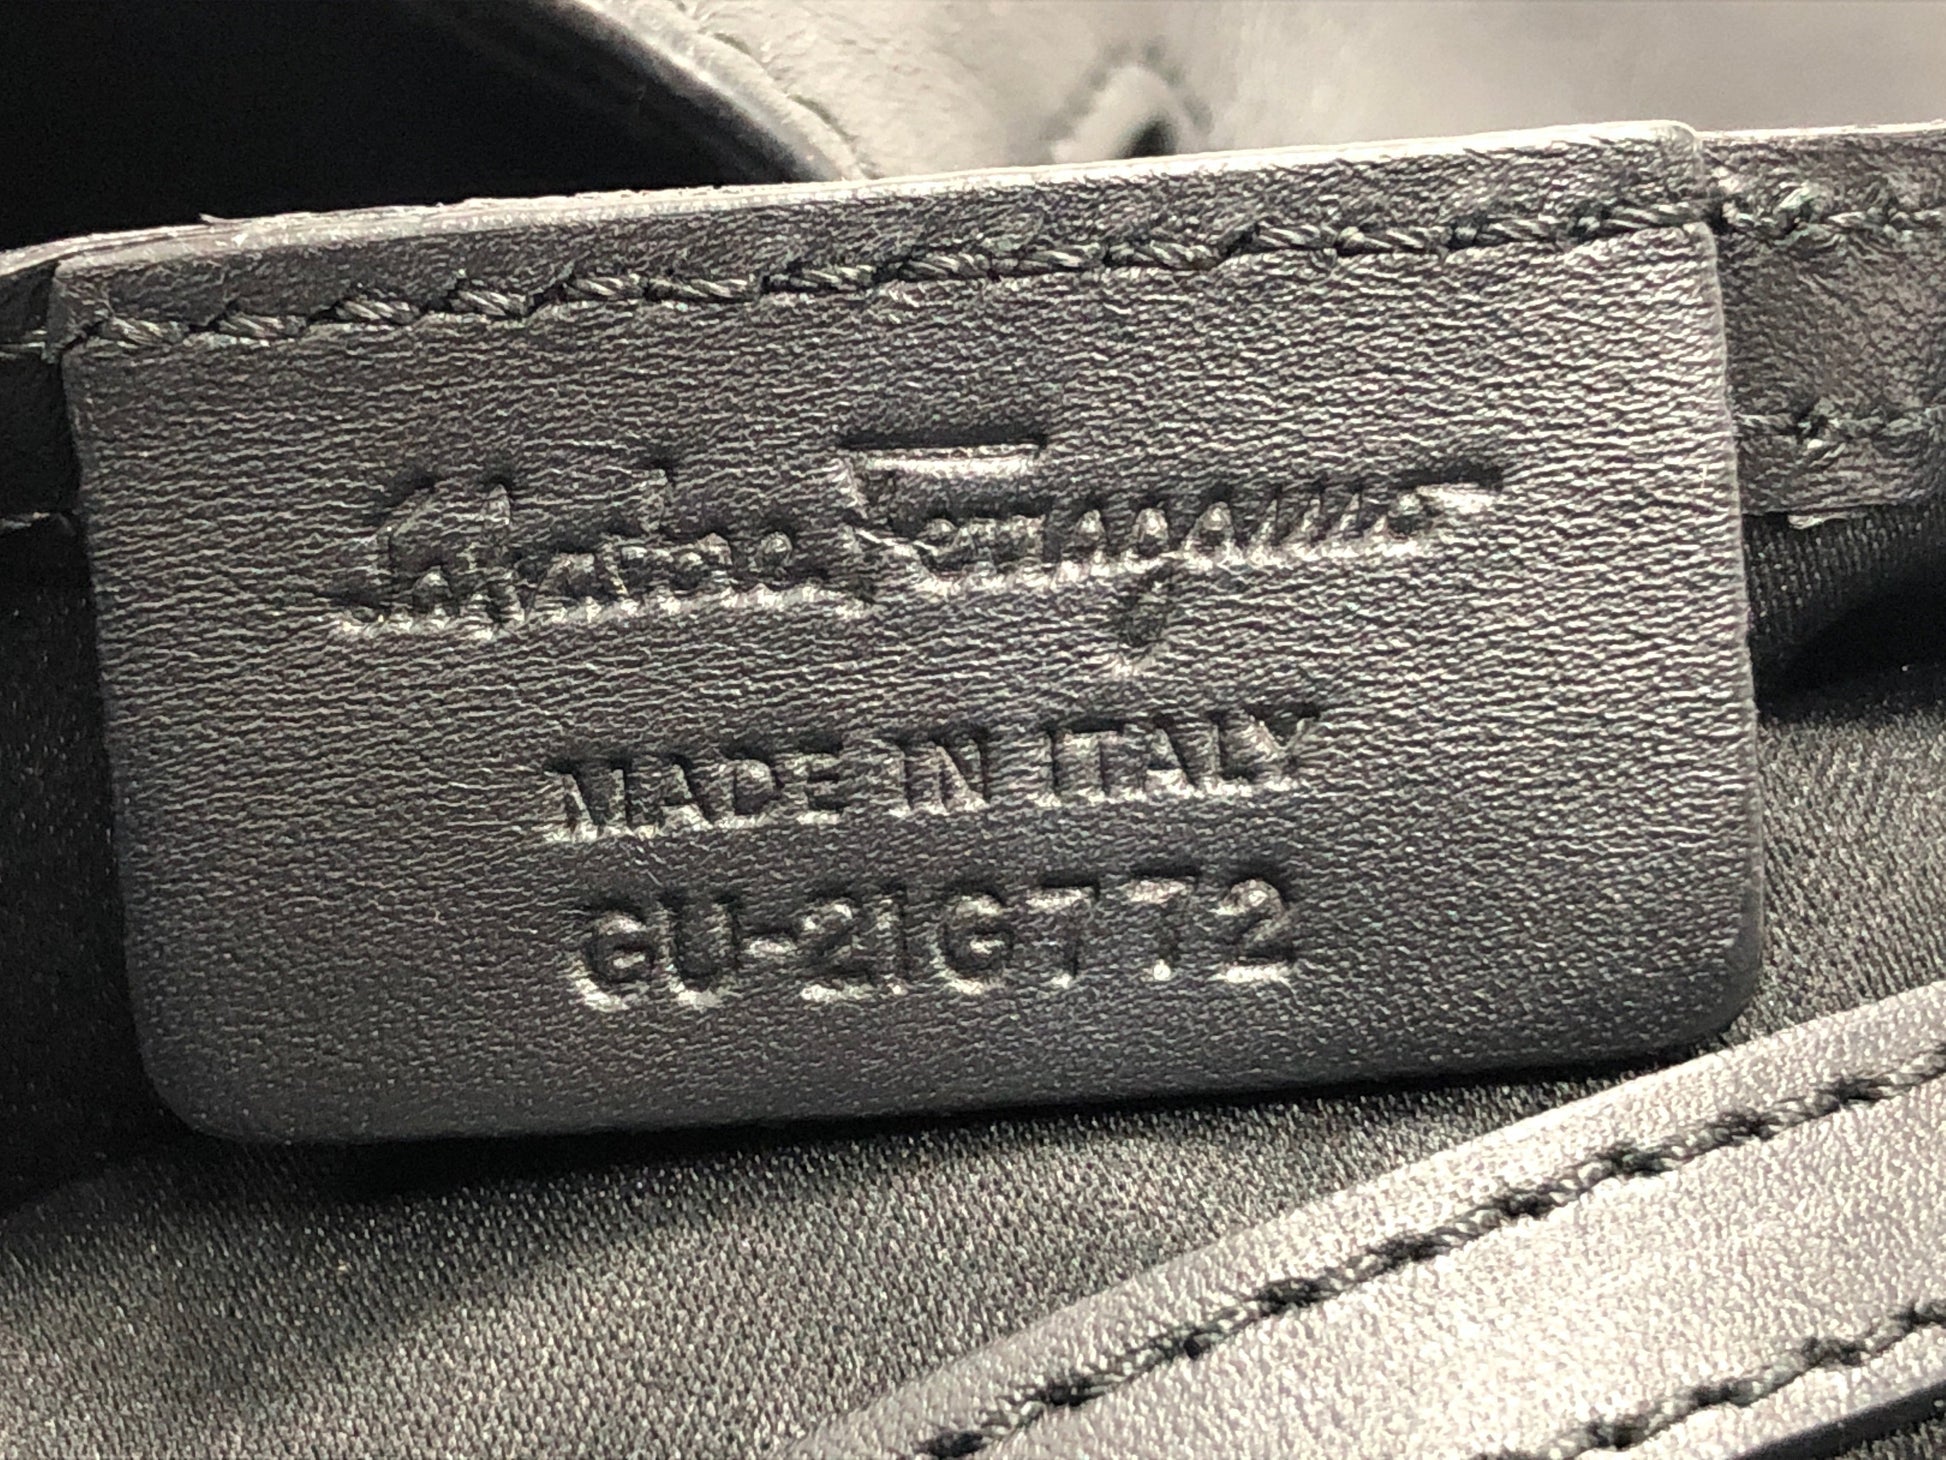 Salvatore Ferragamo
MADE IN ITALY
GU-21G772